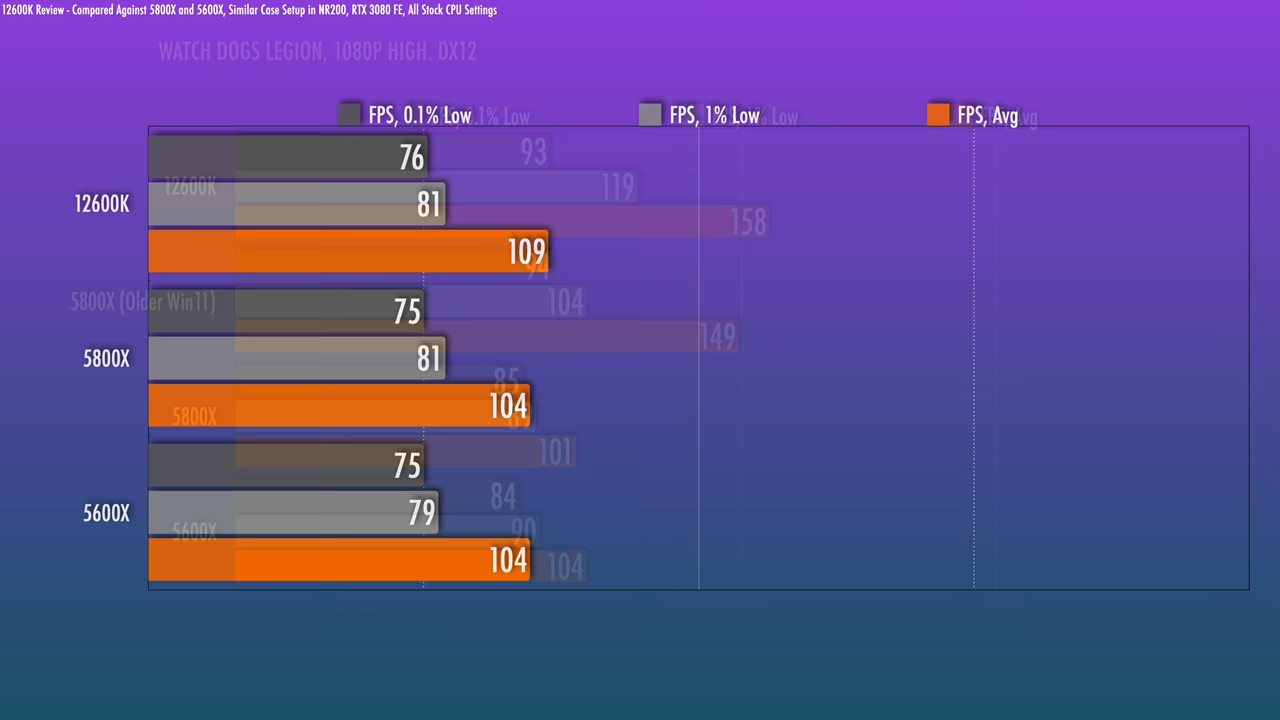 12600K Review - Compared Against 5800X and 5600X, Similar Case Setup in NR200, RTX 3080 FE, All Stock CPU Settings
WATCH DOGS LEGION, 1080P HIGH. DX12
FPS, 0.1% Low
FPS, 1% Low
FPS, Avg
76
93
12600K
119
12600K
81
158
109
94
5800X (Older Win11)
75
104
149
5800X
81
85
104
5800X
101
75
84
5600X
79
90
5600X
104
104